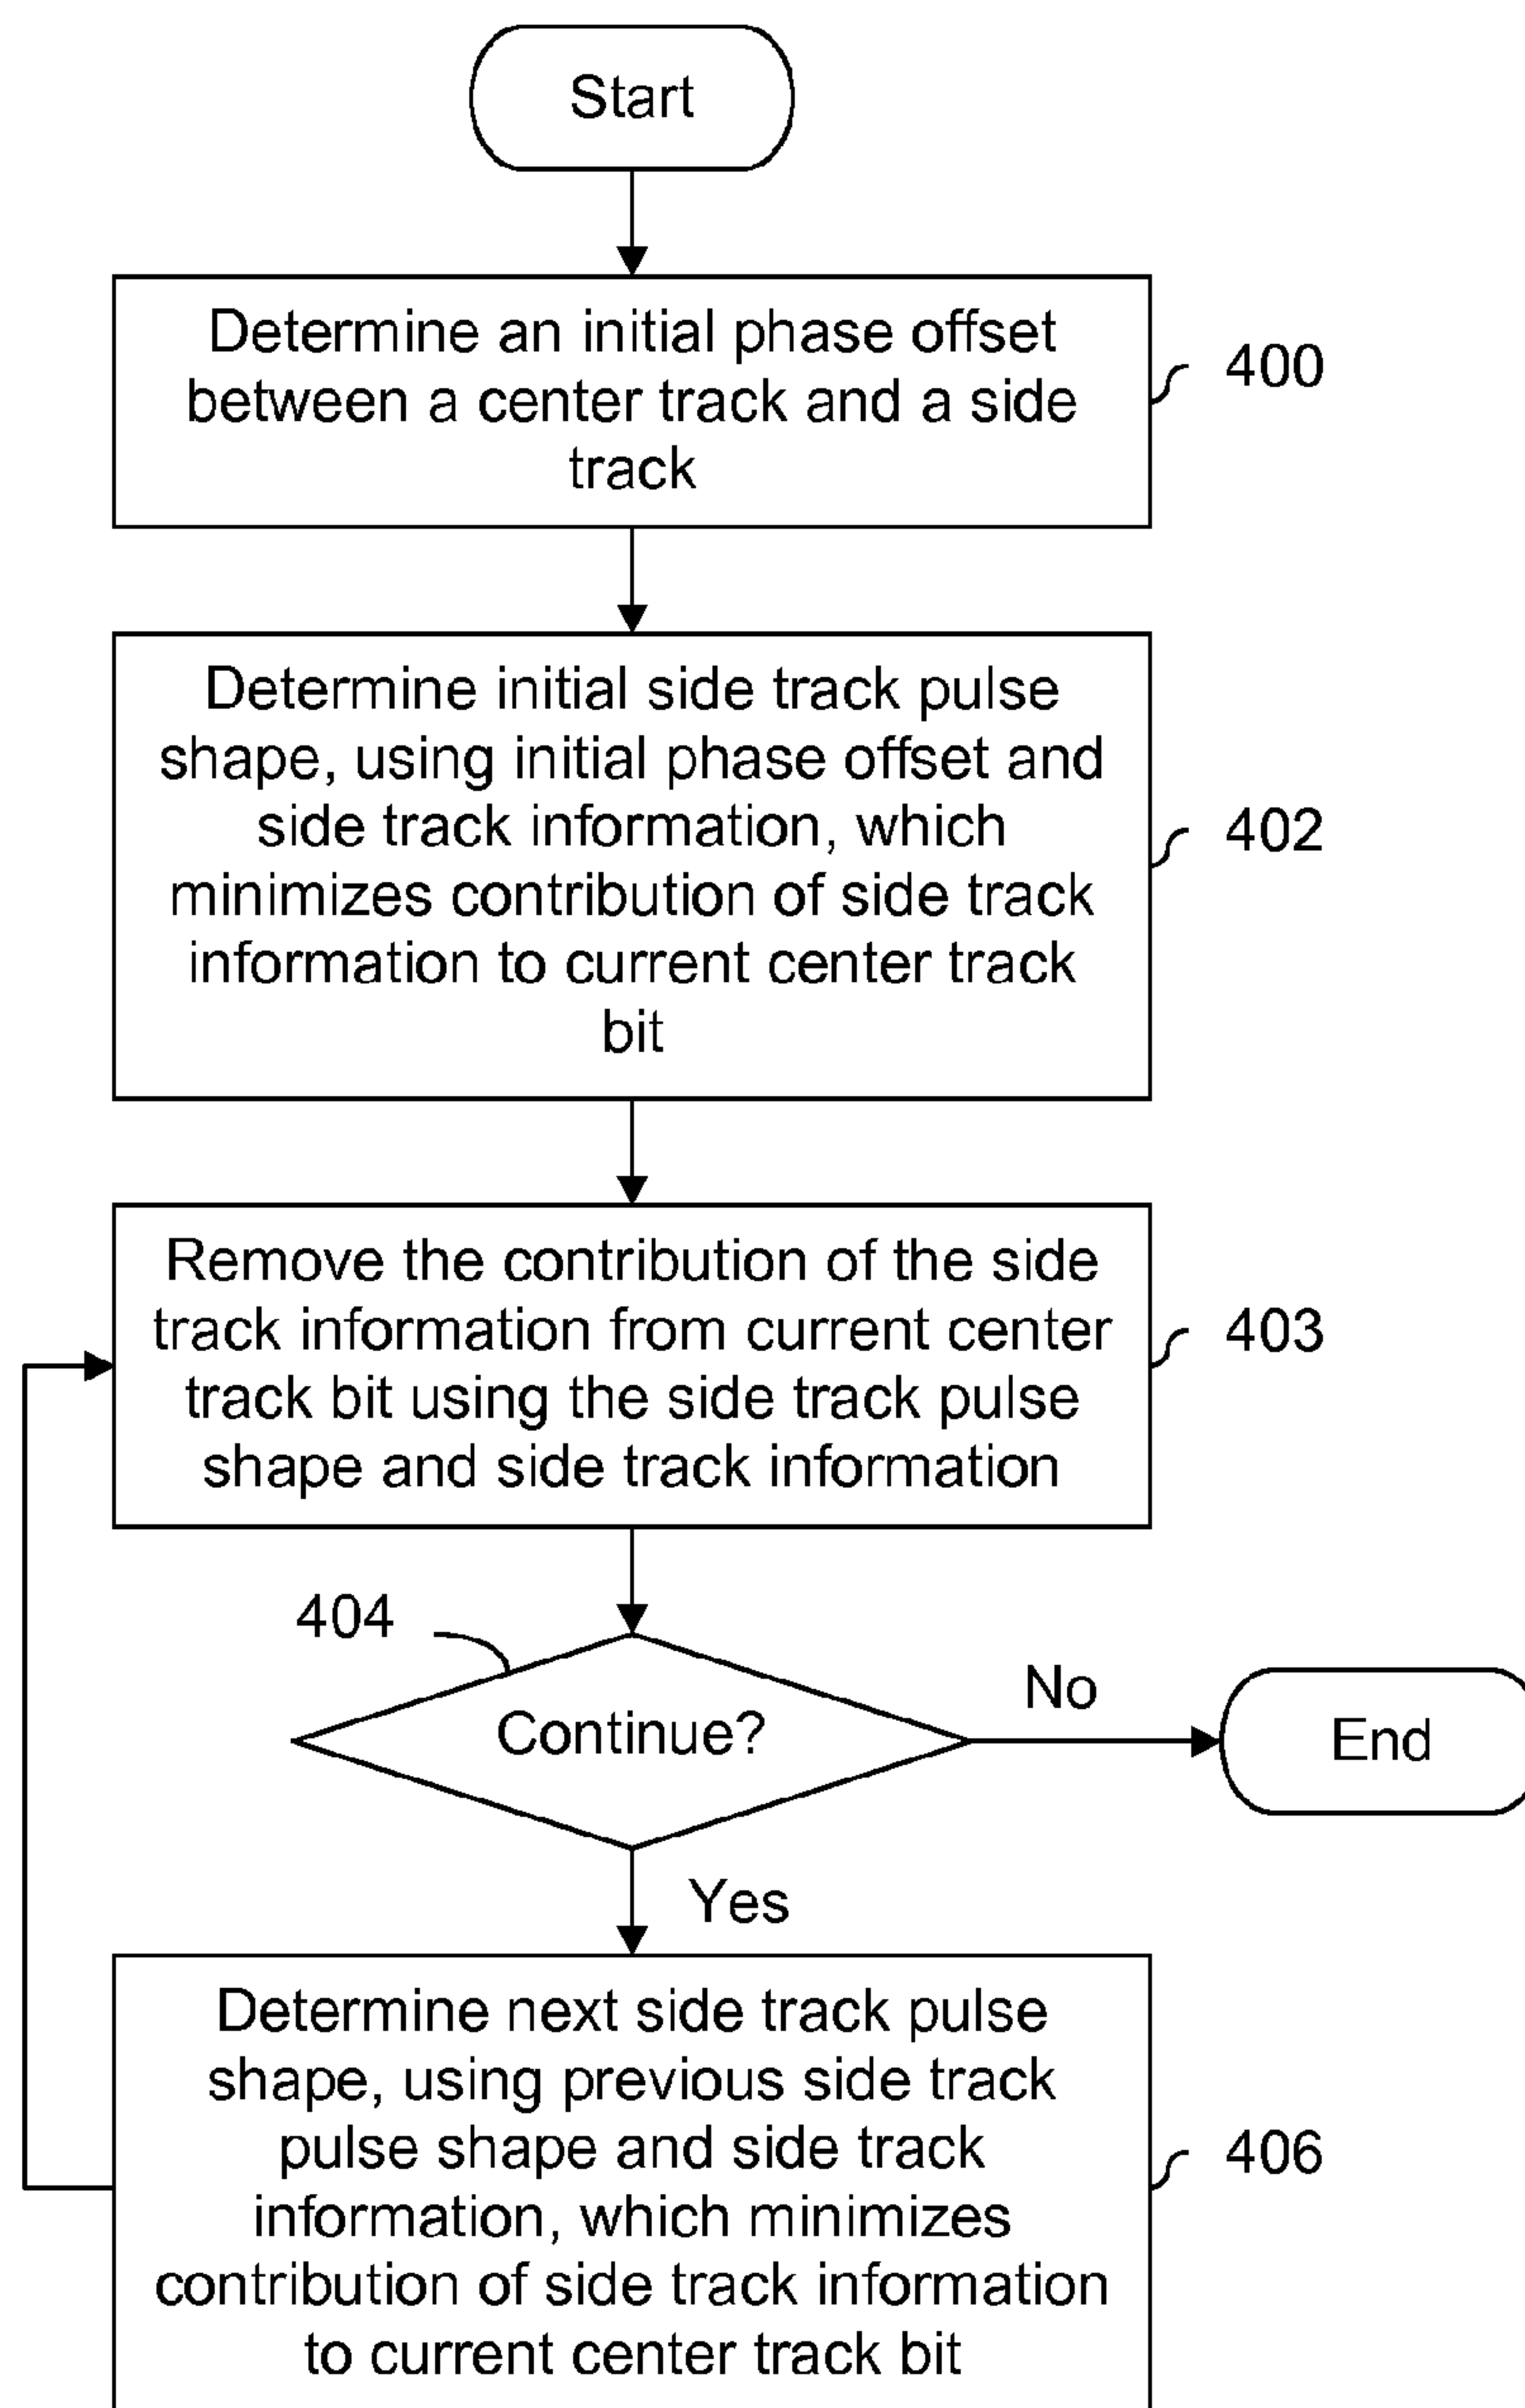 Start
Determine an initial phase offset
between a center track and a side
track
400
Determine initial side track pulse
shape, using initial phase offset and
side track information, which
minimizes contribution of side track
information to current center track
bit
402
Remove the contribution of the side
track information from current center
track bit using the side track pulse
shape and side track information
403
404
Continue?
No
End
Yes
Determine next side track pulse
shape, using previous side track
pulse shape and side track
information, which minimizes
contribution of side track information
to current center track bit
406